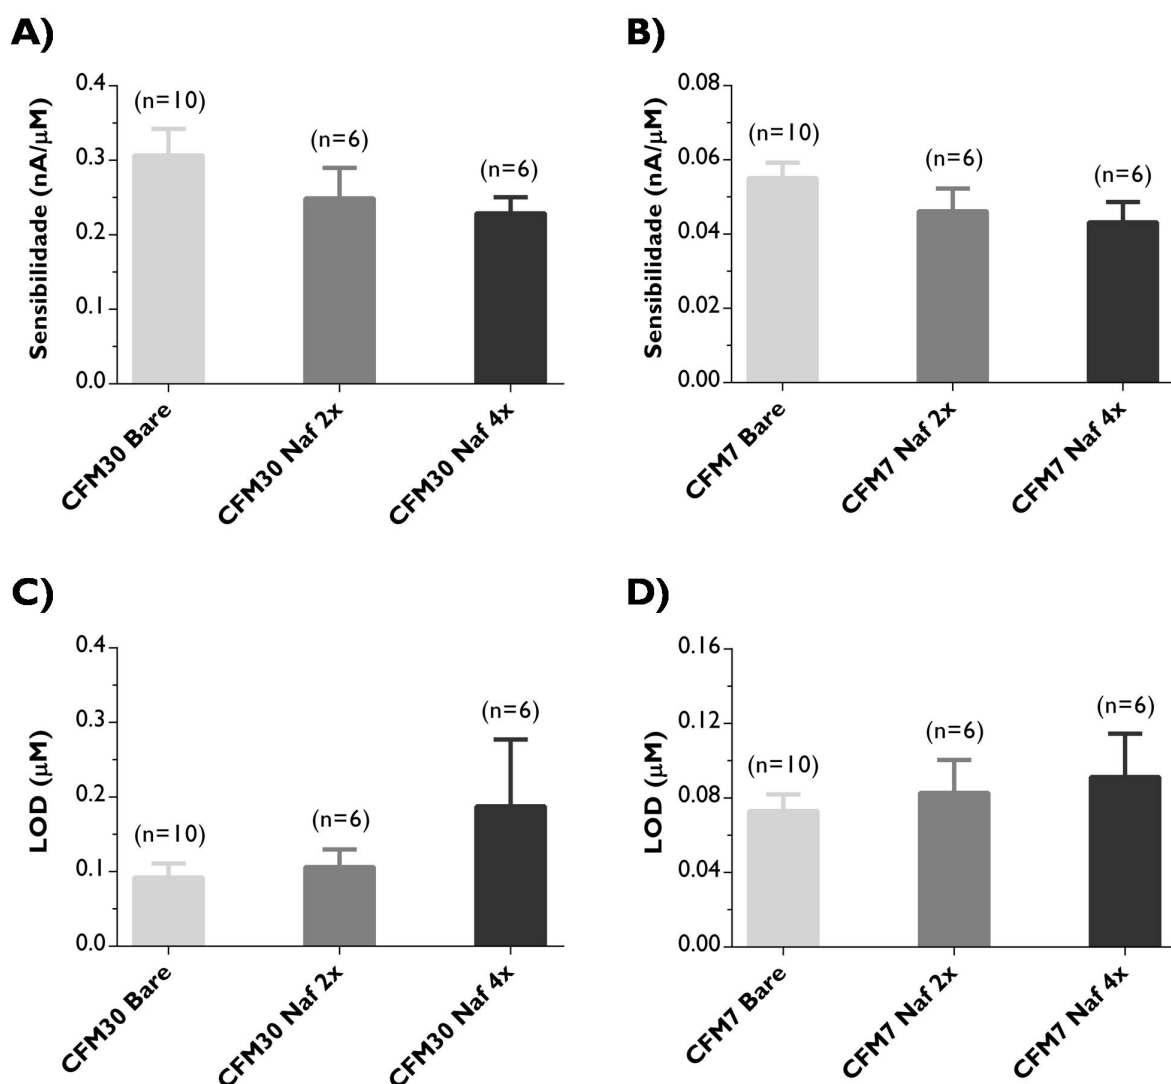 A)
Sensibilidade (nA/μM)
0.4
0.3
0.2
0.1
0.0
(n=10)
(n=6)
(n=6)
CFM30 Bare
CFM30 Naf 2x
CFM30 Naf 4x
B)
Sensibilidade (nA/μM)
0.08
0.06
0.04
0.02
0.00
(n=10)
(n=6)
(n=6)
CFM7 Bare
CFM7 Naf 2x
CFM7 Naf 4x
C)
LOD (μM)
0.4
0.3
0.2
0.1
0.0
(n=10)
(n=6)
(n=6)
CFM30 Bare
CFM30 Naf 2x
CFM30 Naf 4x
D)
LOD (μM)
0.16
0.12
0.08
0.04
0.00
(n=10)
(n=6)
(n=6)
CFM7 Bare
CFM7 Naf 2x
CFM7 Naf 4x